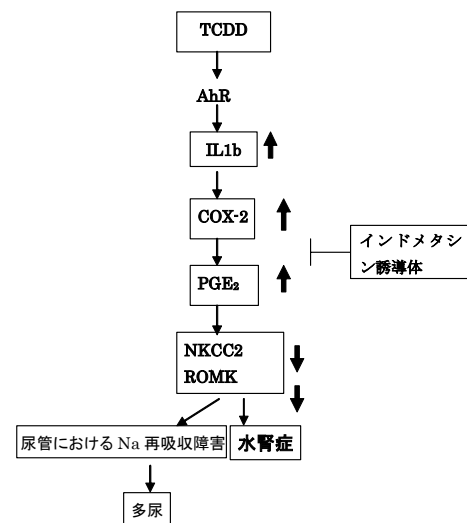 TCDD
AhR
IL1b
COX-2
インドメタシ
ン誘導体
PGE₂
NKCC2
ROMK
尿管における Na 再吸収障害
水腎症
多尿